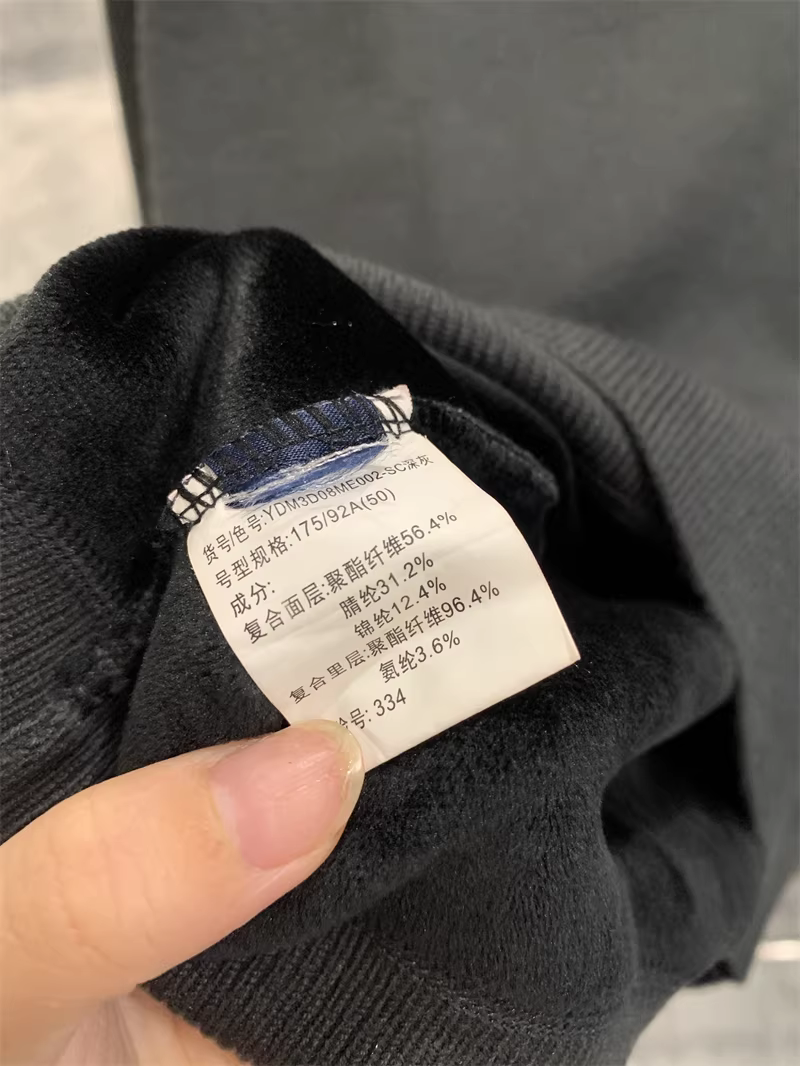 货号/色号:YDM3D08ME002-SC深灰
号型规格:175/92A(50)
成分:
复合面层:聚酯纤维56.4%
腈纶31.2%
锦纶12.4%
复合里层:聚酯纤维96.4%
氨纶3.6%
号: 334